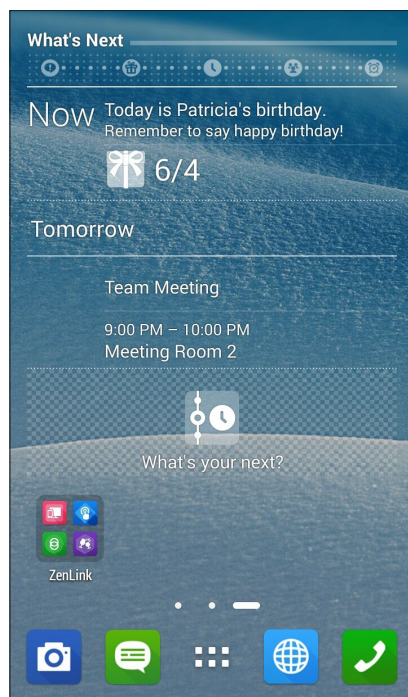 What's Next
Now
Today is Patricia's birthday.
Remember to say happy birthday!
6/4
Tomorrow
Team Meeting
9:00 PM – 10:00 PM
Meeting Room 2
What's your next?
ZenLink